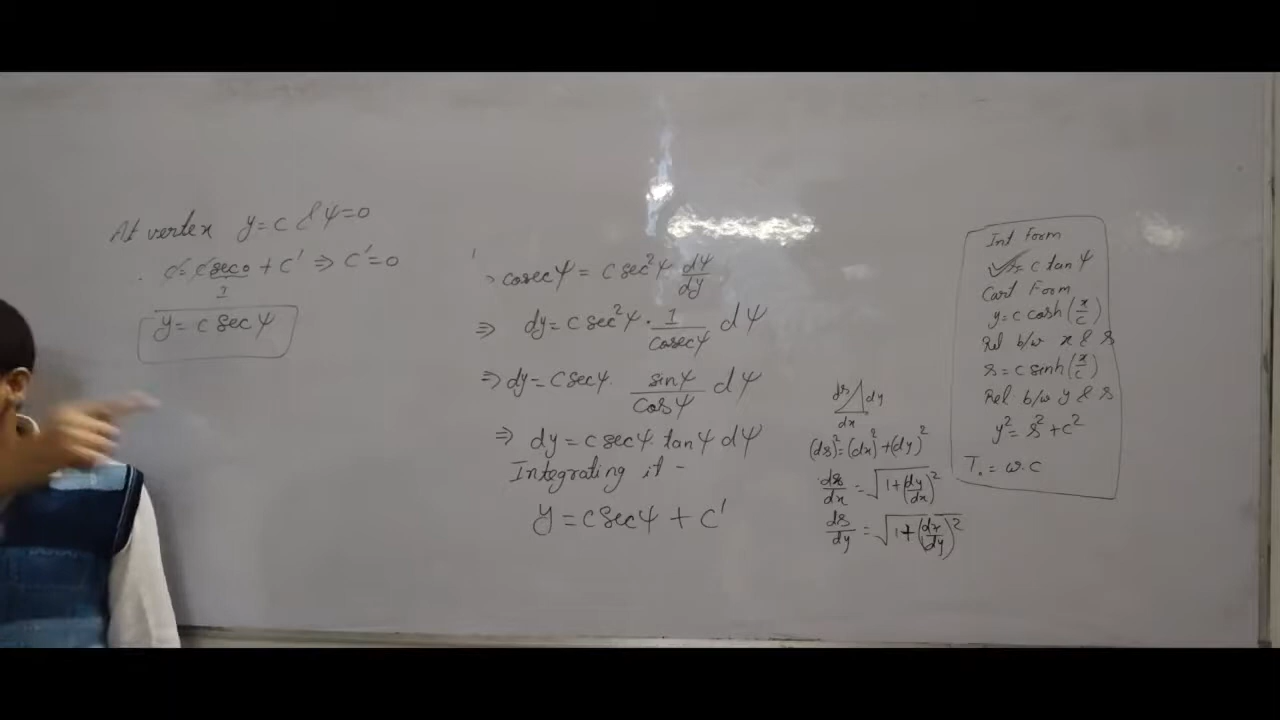 At vertex y=c & ψ=0
c = c sec0 + C' ⇒ C'=0
1
y = c sec ψ
cosec ψ = c sec²ψ dψ/dy
⇒ dy = c sec²ψ · 1/cosecψ dψ
⇒ dy = c secψ · sinψ/cosψ dψ
⇒ dy = c secψ · tanψ dψ
Integrating it -
y = c secψ + C'
ds dy
dx
(ds)² = (dx)² + (dy)²
ds/dx = √1+(dy/dx)²
ds/dy = √1+(dx/dy)²
Int Form
s = c tan ψ
Cart Form
y = c cosh (x/c)
Rel b/w x & s
s = c sinh (x/c)
Rel b/w y & s
y² = s² + c²
T₀ = w.c